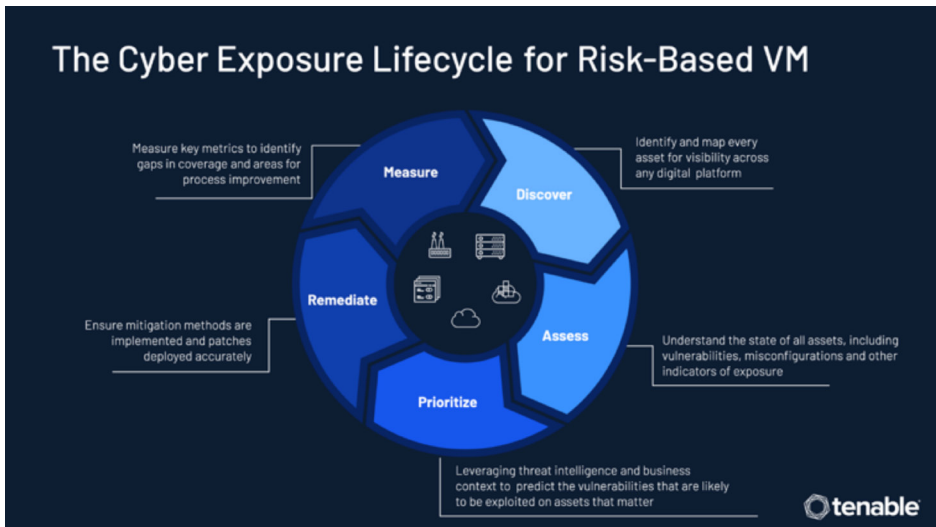 The Cyber Exposure Lifecycle for Risk-Based VM
Measure key metrics to identify
gaps in coverage and areas for
process improvement
Measure
Identify and map every
asset for visibility across
any digital platform
Discover
Remediate
Ensure mitigation methods are
implemented and patches
deployed accurately
Assess
Understand the state of all assets, including
vulnerabilities, misconfigurations and other
indicators of exposure
Prioritize
Leveraging threat intelligence and business
context to predict the vulnerabilities that are likely
to be exploited on assets that matter
tenable